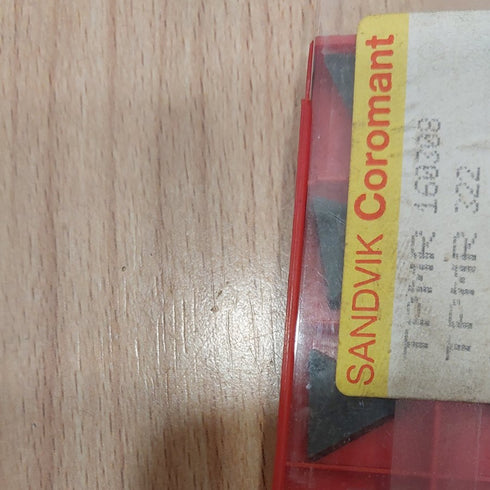 SANDVIK Coromant
TPMR 160308
TPMR 322